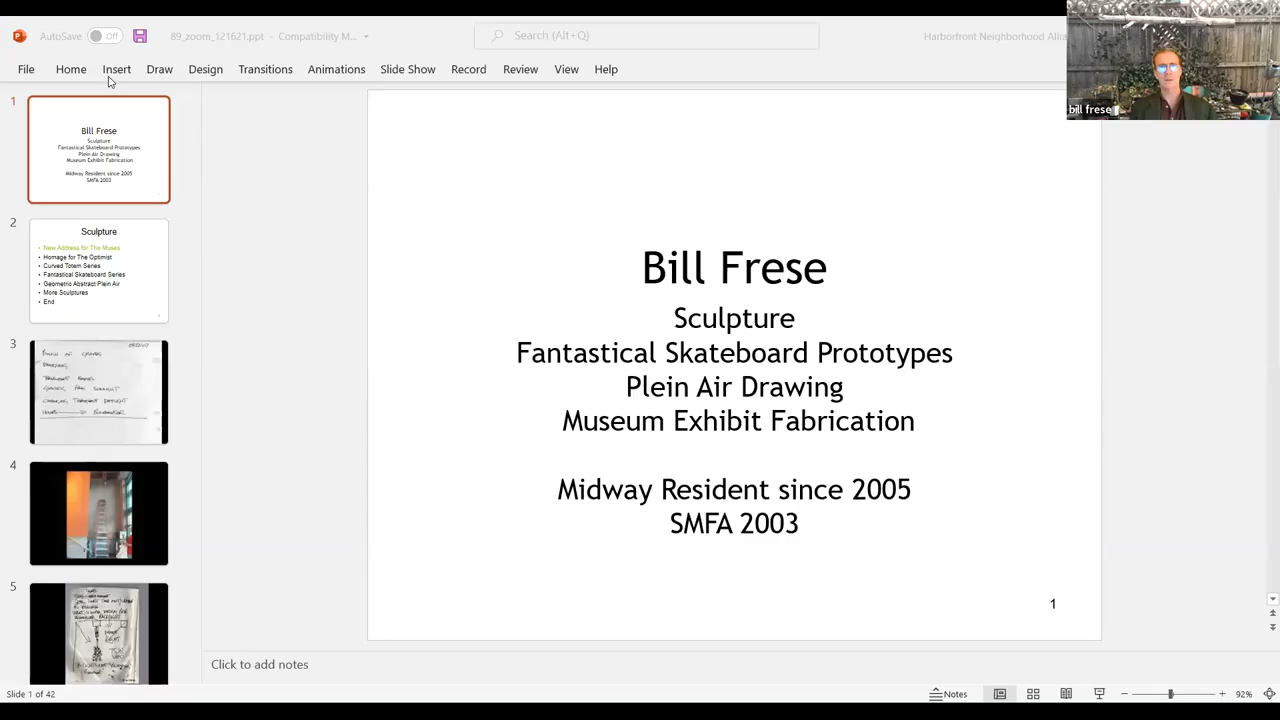 AutoSave Off 89_zoom_121621.ppt - Compatibility M... Search (Alt+Q) Harborfront Neighborhood Allia
bill frese
File Home Insert Draw Design Transitions Animations Slide Show Record Review View Help
1
Bill Frese
Sculpture
Fantastical Skateboard Prototypes
Plein Air Drawing
Museum Exhibit Fabrication
Midway Resident since 2005
SMFA 2003
2
Sculpture
• New Address for The Muses
• Homage for The Optimist
• Curved Totem Series
• Fantastical Skateboard Series
• Geometric Abstract Plein Air
• More Sculptures
• End
3
4
5
Bill Frese
Sculpture
Fantastical Skateboard Prototypes
Plein Air Drawing
Museum Exhibit Fabrication
Midway Resident since 2005
SMFA 2003
1
Click to add notes
Slide 1 of 42 Notes 92%